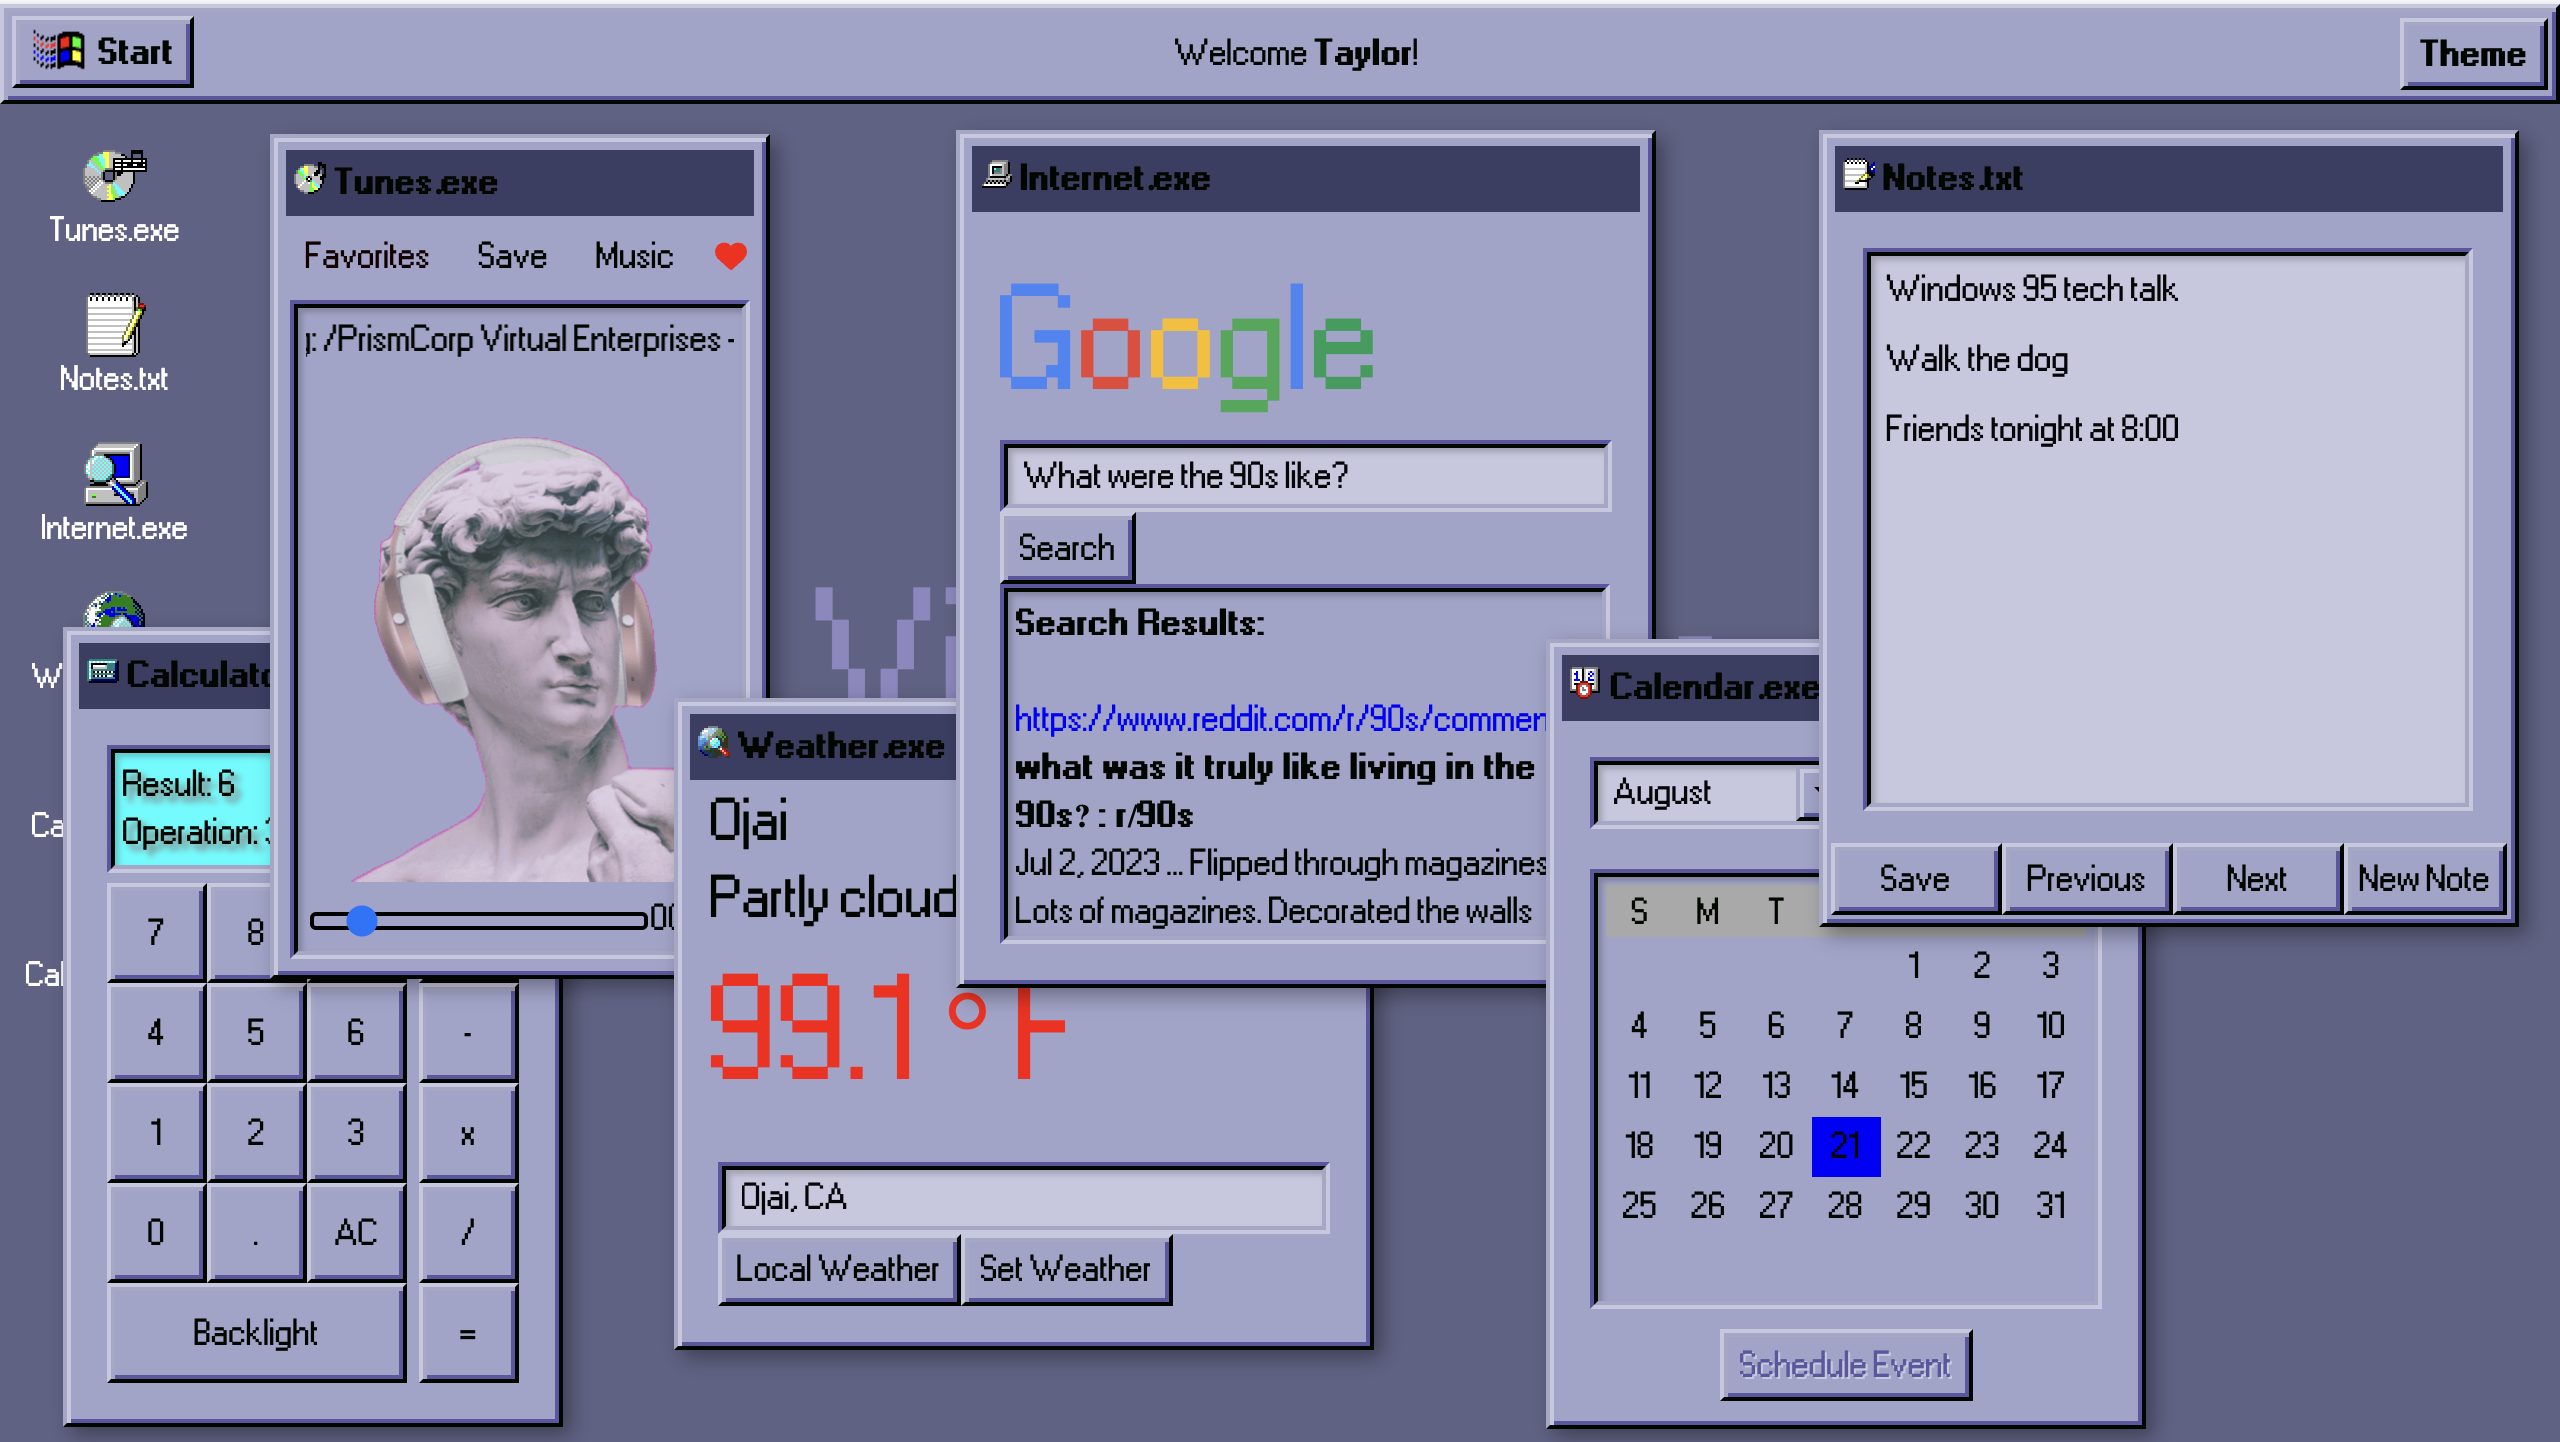 Start
Welcome Taylor!
Theme
Tunes.exe
Notes.txt
Internet.exe
Tunes.exe
Favorites Save Music
: /PrismCorp Virtual Enterprises -
Internet.exe
Google
What were the 90s like?
Search
Search Results:
https://www.reddit.com/r/90s/commen
what was it truly like living in the
90s? : r/90s
Jul 2, 2023 ... Flipped through magazines
Lots of magazines. Decorated the walls
Notes.txt
Windows 95 tech talk
Walk the dog
Friends tonight at 8:00
Save Previous Next New Note
Calculato
Result: 6
Operation:
7 8
4 5 6 -
1 2 3 x
0 . AC /
Backlight =
Weather.exe
Ojai
Partly cloud
99.1 °F
Ojai, CA
Local Weather Set Weather
Calendar.exe
August
S M T
1 2 3
4 5 6 7 8 9 10
11 12 13 14 15 16 17
18 19 20 21 22 23 24
25 26 27 28 29 30 31
Schedule Event